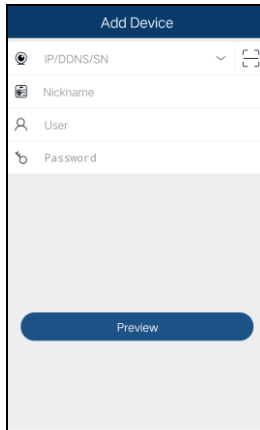 Add Device
IP/DDNS/SN
Nickname
User
Password
Preview